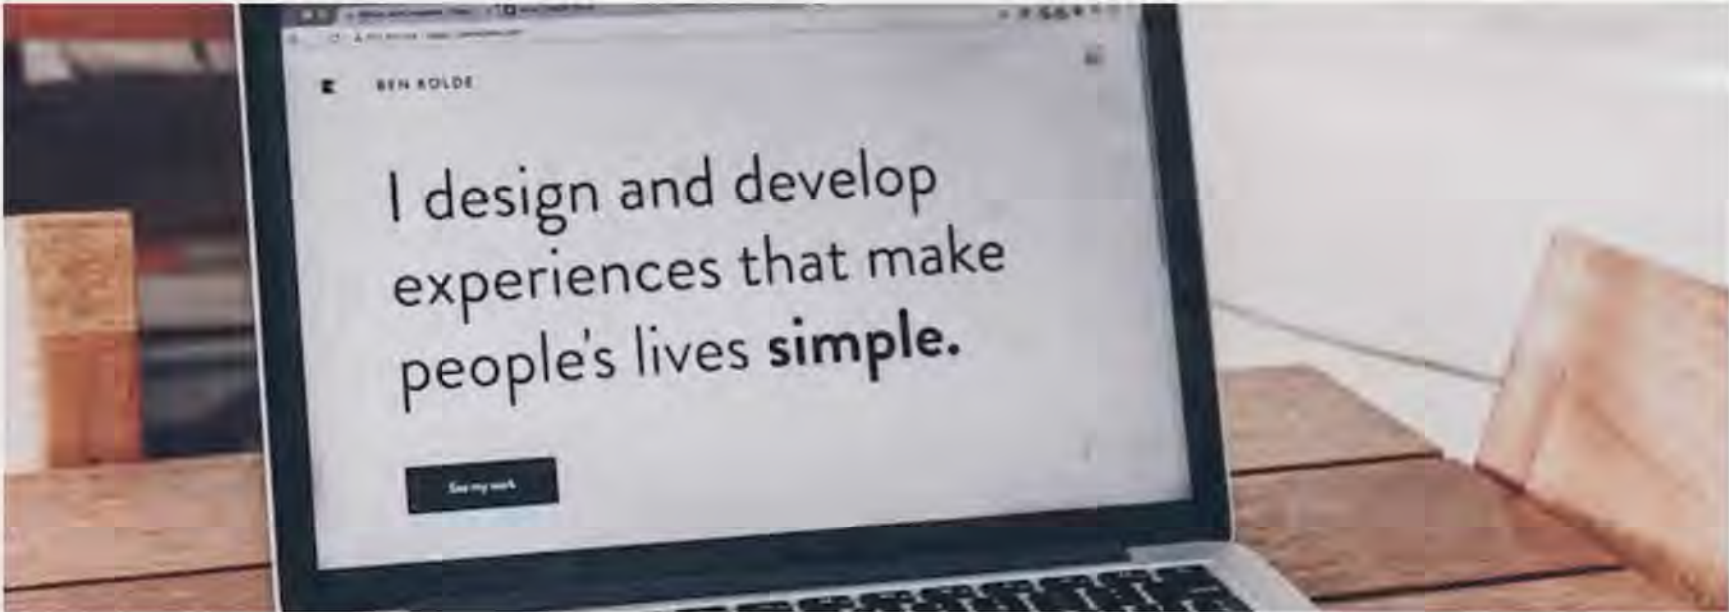 BEN KOLDE
I design and develop
experiences that make
people's lives simple.
See my work